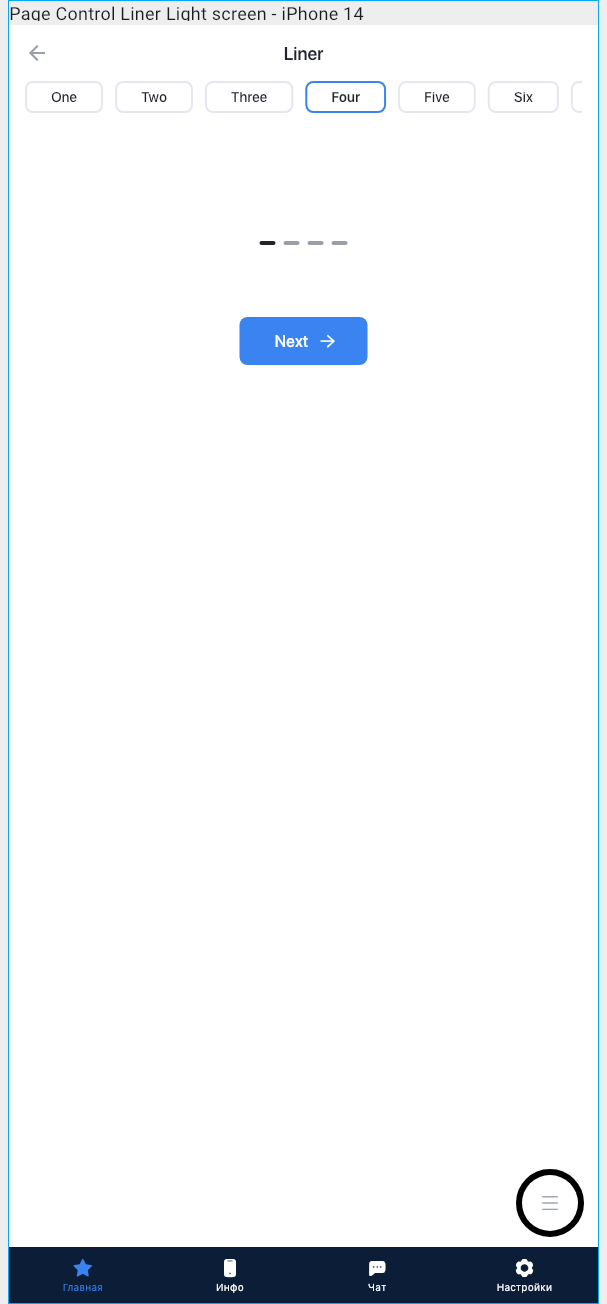 Page Control Liner Light screen - iPhone 14
Liner
One Two Three Four Five Six
Next
Главная Инфо Чат Настройки